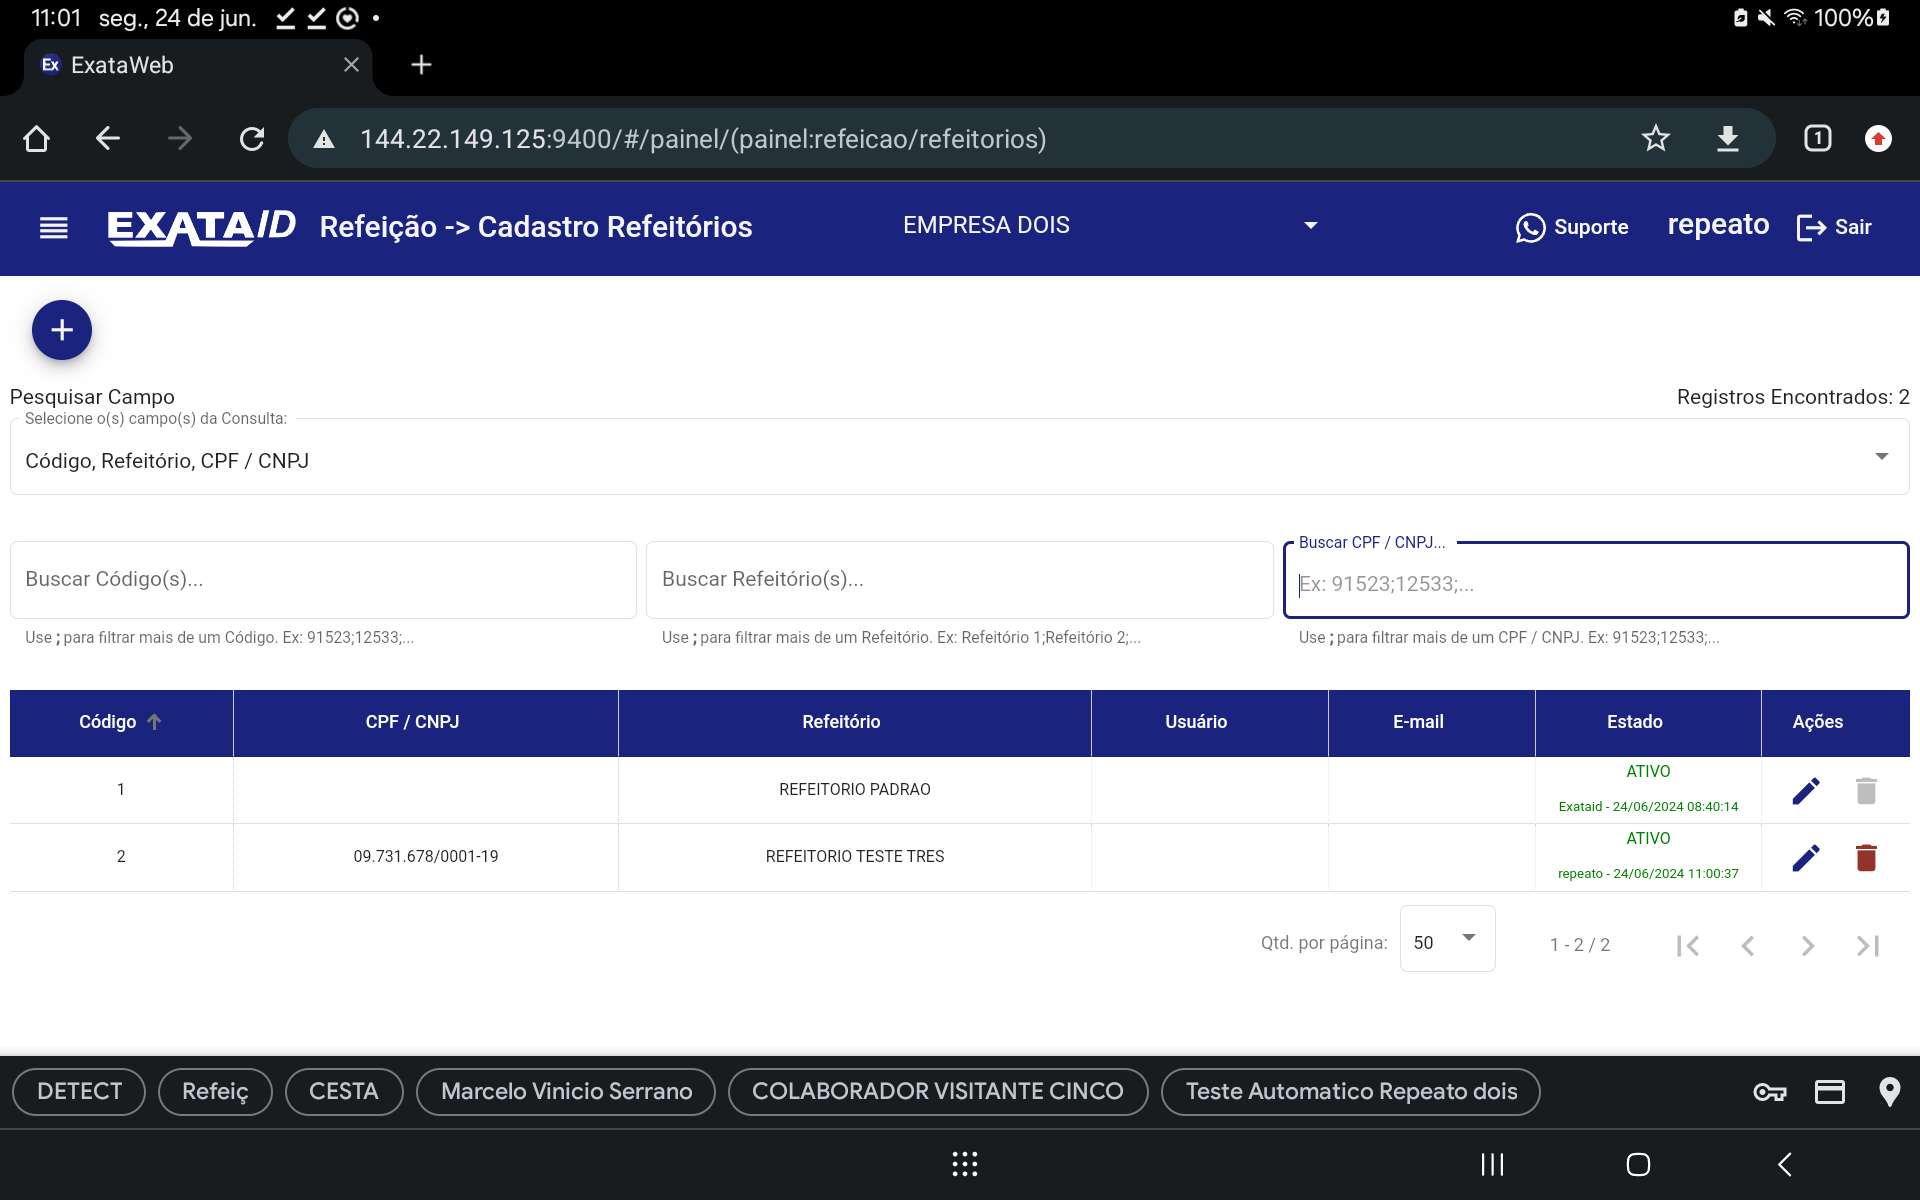 11:01 seg., 24 de jun.
100%
Ex ExataWeb
144.22.149.125:9400/#/painel/(painel:refeicao/refeitorios)
1
EXATA/D Refeição -> Cadastro Refeitórios EMPRESA DOIS Suporte repeato Sair
Pesquisar Campo Registros Encontrados: 2
Selecione o(s) campo(s) da Consulta:
Código, Refeitório, CPF / CNPJ
Buscar CPF / CNPJ...
Buscar Código(s)... Buscar Refeitório(s)... Ex: 91523;12533;...
Use ; para filtrar mais de um Código. Ex: 91523;12533;... Use ; para filtrar mais de um Refeitório. Ex: Refeitório 1;Refeitório 2;... Use ; para filtrar mais de um CPF / CNPJ. Ex: 91523;12533;...
Código CPF / CNPJ Refeitório Usuário E-mail Estado Ações
1 REFEITORIO PADRAO ATIVO
Exataid - 24/06/2024 08:40:14
2 09.731.678/0001-19 REFEITORIO TESTE TRES ATIVO
repeato - 24/06/2024 11:00:37
Qtd. por página: 50 1 - 2 / 2
DETECT Refeiç CESTA Marcelo Vinicio Serrano COLABORADOR VISITANTE CINCO Teste Automatico Repeato dois